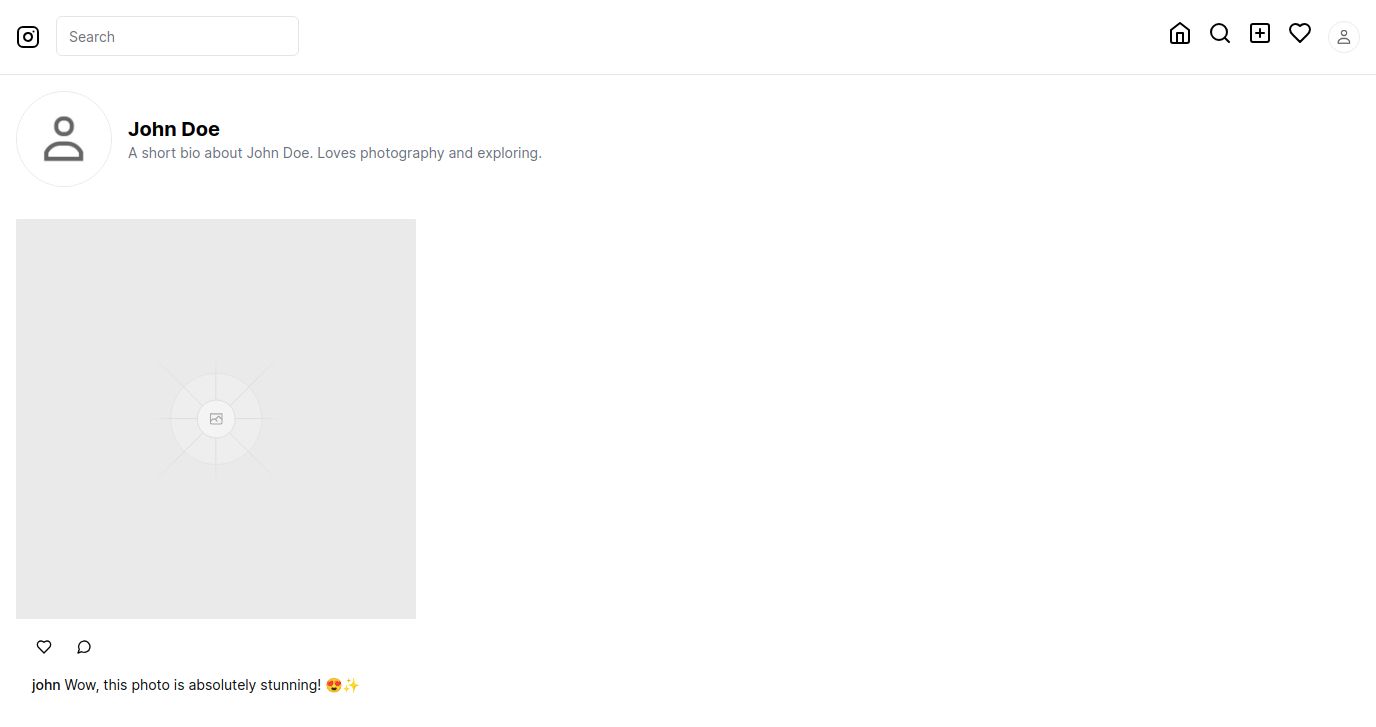 Search
John Doe
A short bio about John Doe. Loves photography and exploring.
john Wow, this photo is absolutely stunning! 😍✨